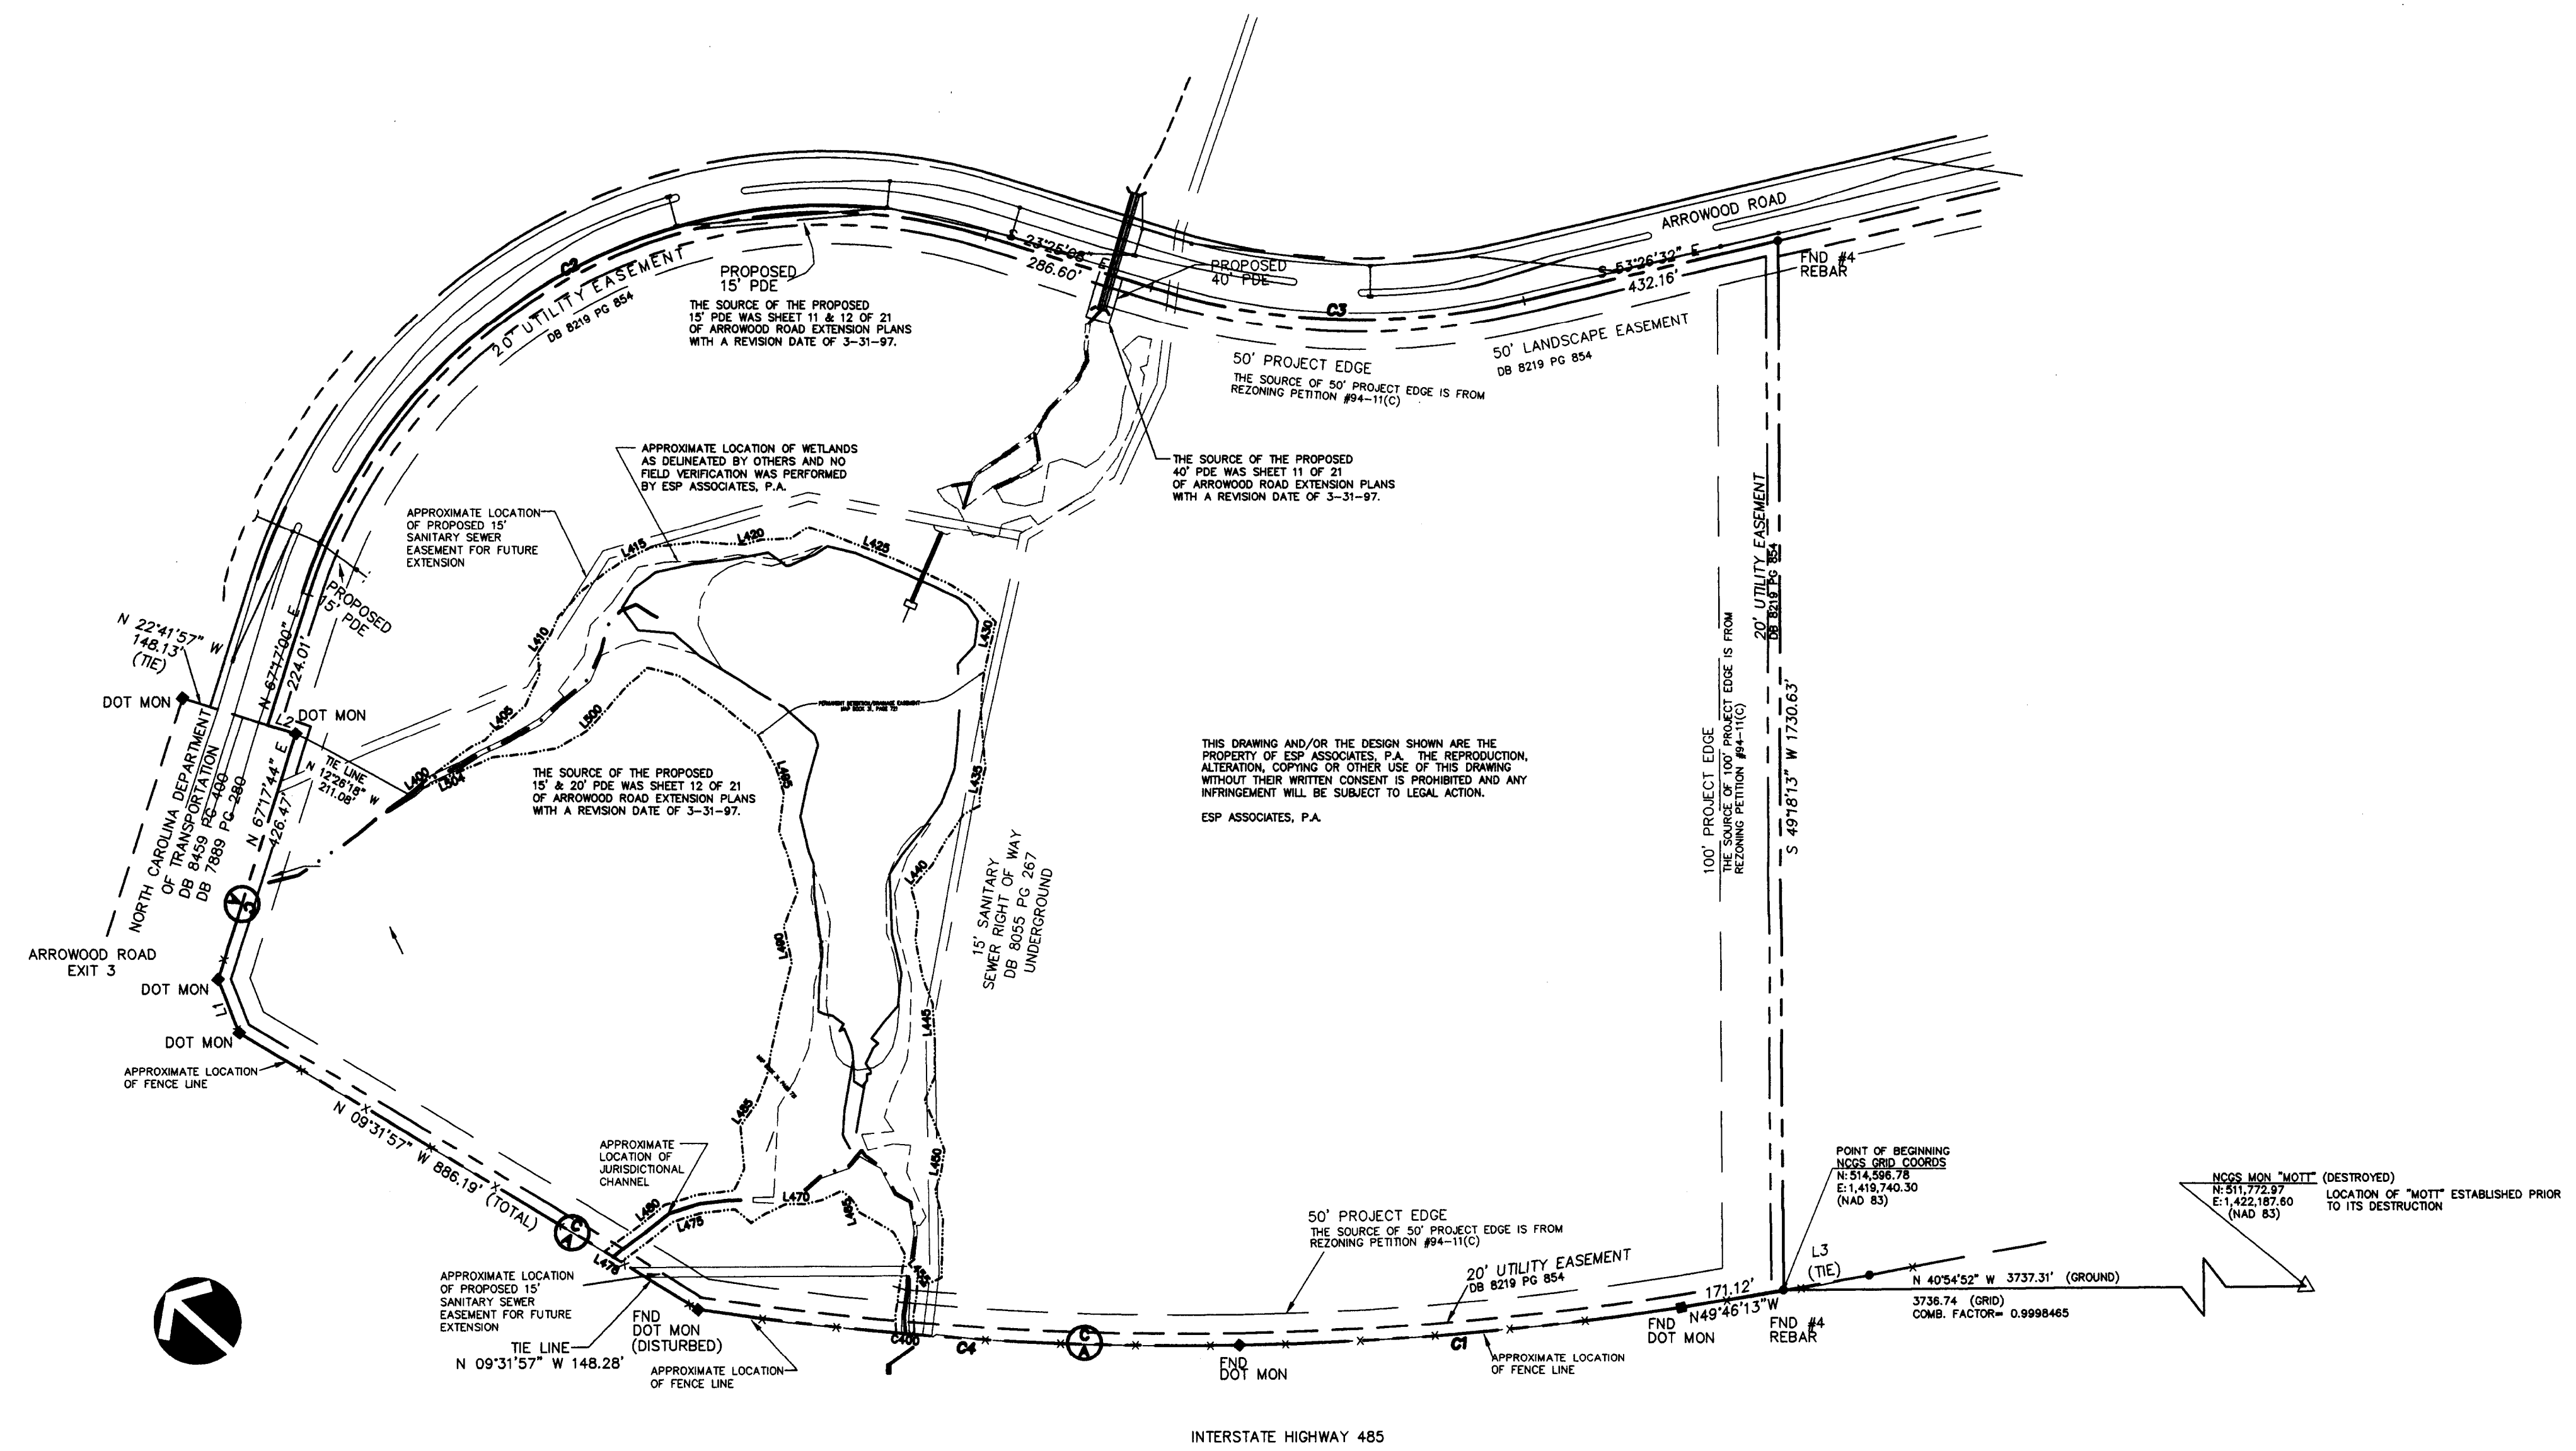 ARROWOOD ROAD
S 53°26'32" E
432.16'
FND #4
REBAR
S 23°25'08" E
286.60'
PROPOSED
40' PDE
C2
C3
20' UTILITY EASEMENT
DB 8219 PG 854
PROPOSED
15' PDE
THE SOURCE OF THE PROPOSED
15' PDE WAS SHEET 11 & 12 OF 21
OF ARROWOOD ROAD EXTENSION PLANS
WITH A REVISION DATE OF 3-31-97.
50' PROJECT EDGE
THE SOURCE OF 50' PROJECT EDGE IS FROM
REZONING PETITION #94-11(C)
50' LANDSCAPE EASEMENT
DB 8219 PG 854
APPROXIMATE LOCATION OF WETLANDS
AS DELINEATED BY OTHERS AND NO
FIELD VERIFICATION WAS PERFORMED
BY ESP ASSOCIATES, P.A.
THE SOURCE OF THE PROPOSED
40' PDE WAS SHEET 11 OF 21
OF ARROWOOD ROAD EXTENSION PLANS
WITH A REVISION DATE OF 3-31-97.
APPROXIMATE LOCATION
OF PROPOSED 15'
SANITARY SEWER
EASEMENT FOR FUTURE
EXTENSION
L415
L420
L425
L410
L430
L405
L500
L400
L504
L495
L435
L440
L490
L445
L485
L450
L480
L475
L470
L465
L478
C400
PROPOSED
15' PDE
N 22°41'57" W
148.13'
(TIE)
N 67°17'00" E
224.01'
DOT MON
L2
DOT MON
TIE LINE
N 12°26'18" W
211.08'
N 67°17'44" E
426.47'
NORTH CAROLINA DEPARTMENT
OF TRANSPORTATION
DB 8459 PG 400
DB 7889 PG 280
C
A
ARROWOOD ROAD
EXIT 3
DOT MON
L1
DOT MON
APPROXIMATE LOCATION
OF FENCE LINE
THE SOURCE OF THE PROPOSED
15' & 20' PDE WAS SHEET 12 OF 21
OF ARROWOOD ROAD EXTENSION PLANS
WITH A REVISION DATE OF 3-31-97.
THIS DRAWING AND/OR THE DESIGN SHOWN ARE THE
PROPERTY OF ESP ASSOCIATES, P.A. THE REPRODUCTION,
ALTERATION, COPYING OR OTHER USE OF THIS DRAWING
WITHOUT THEIR WRITTEN CONSENT IS PROHIBITED AND ANY
INFRINGEMENT WILL BE SUBJECT TO LEGAL ACTION.
ESP ASSOCIATES, P.A.
15' SANITARY
SEWER RIGHT OF WAY
DB 8055 PG 267
UNDERGROUND
100' PROJECT EDGE
THE SOURCE OF 100' PROJECT EDGE IS FROM
REZONING PETITION #94-11(C)
20' UTILITY EASEMENT
DB 8219 PG 854
S 49°18'13" W 1730.63'
N 09°31'57" W 886.19' (TOTAL)
C
A
APPROXIMATE
LOCATION OF
JURISDICTIONAL
CHANNEL
APPROXIMATE LOCATION
OF PROPOSED 15'
SANITARY SEWER
EASEMENT FOR FUTURE
EXTENSION
TIE LINE
N 09°31'57" W 148.28'
FND
DOT MON
(DISTURBED)
APPROXIMATE LOCATION
OF FENCE LINE
C4
C
A
FND
DOT MON
C1
APPROXIMATE LOCATION
OF FENCE LINE
50' PROJECT EDGE
THE SOURCE OF 50' PROJECT EDGE IS FROM
REZONING PETITION #94-11(C)
20' UTILITY EASEMENT
DB 8219 PG 854
171.12'
N49°46'13"W
FND
DOT MON
FND #4
REBAR
POINT OF BEGINNING
NCGS GRID COORDS
N: 514,596.78
E: 1,419,740.30
(NAD 83)
L3
(TIE)
N 40°54'52" W 3737.31' (GROUND)
3736.74 (GRID)
COMB. FACTOR= 0.9998465
NCGS MON "MOTT" (DESTROYED)
N: 511,772.97
E: 1,422,187.60
(NAD 83)
LOCATION OF "MOTT" ESTABLISHED PRIOR
TO ITS DESTRUCTION
INTERSTATE HIGHWAY 485